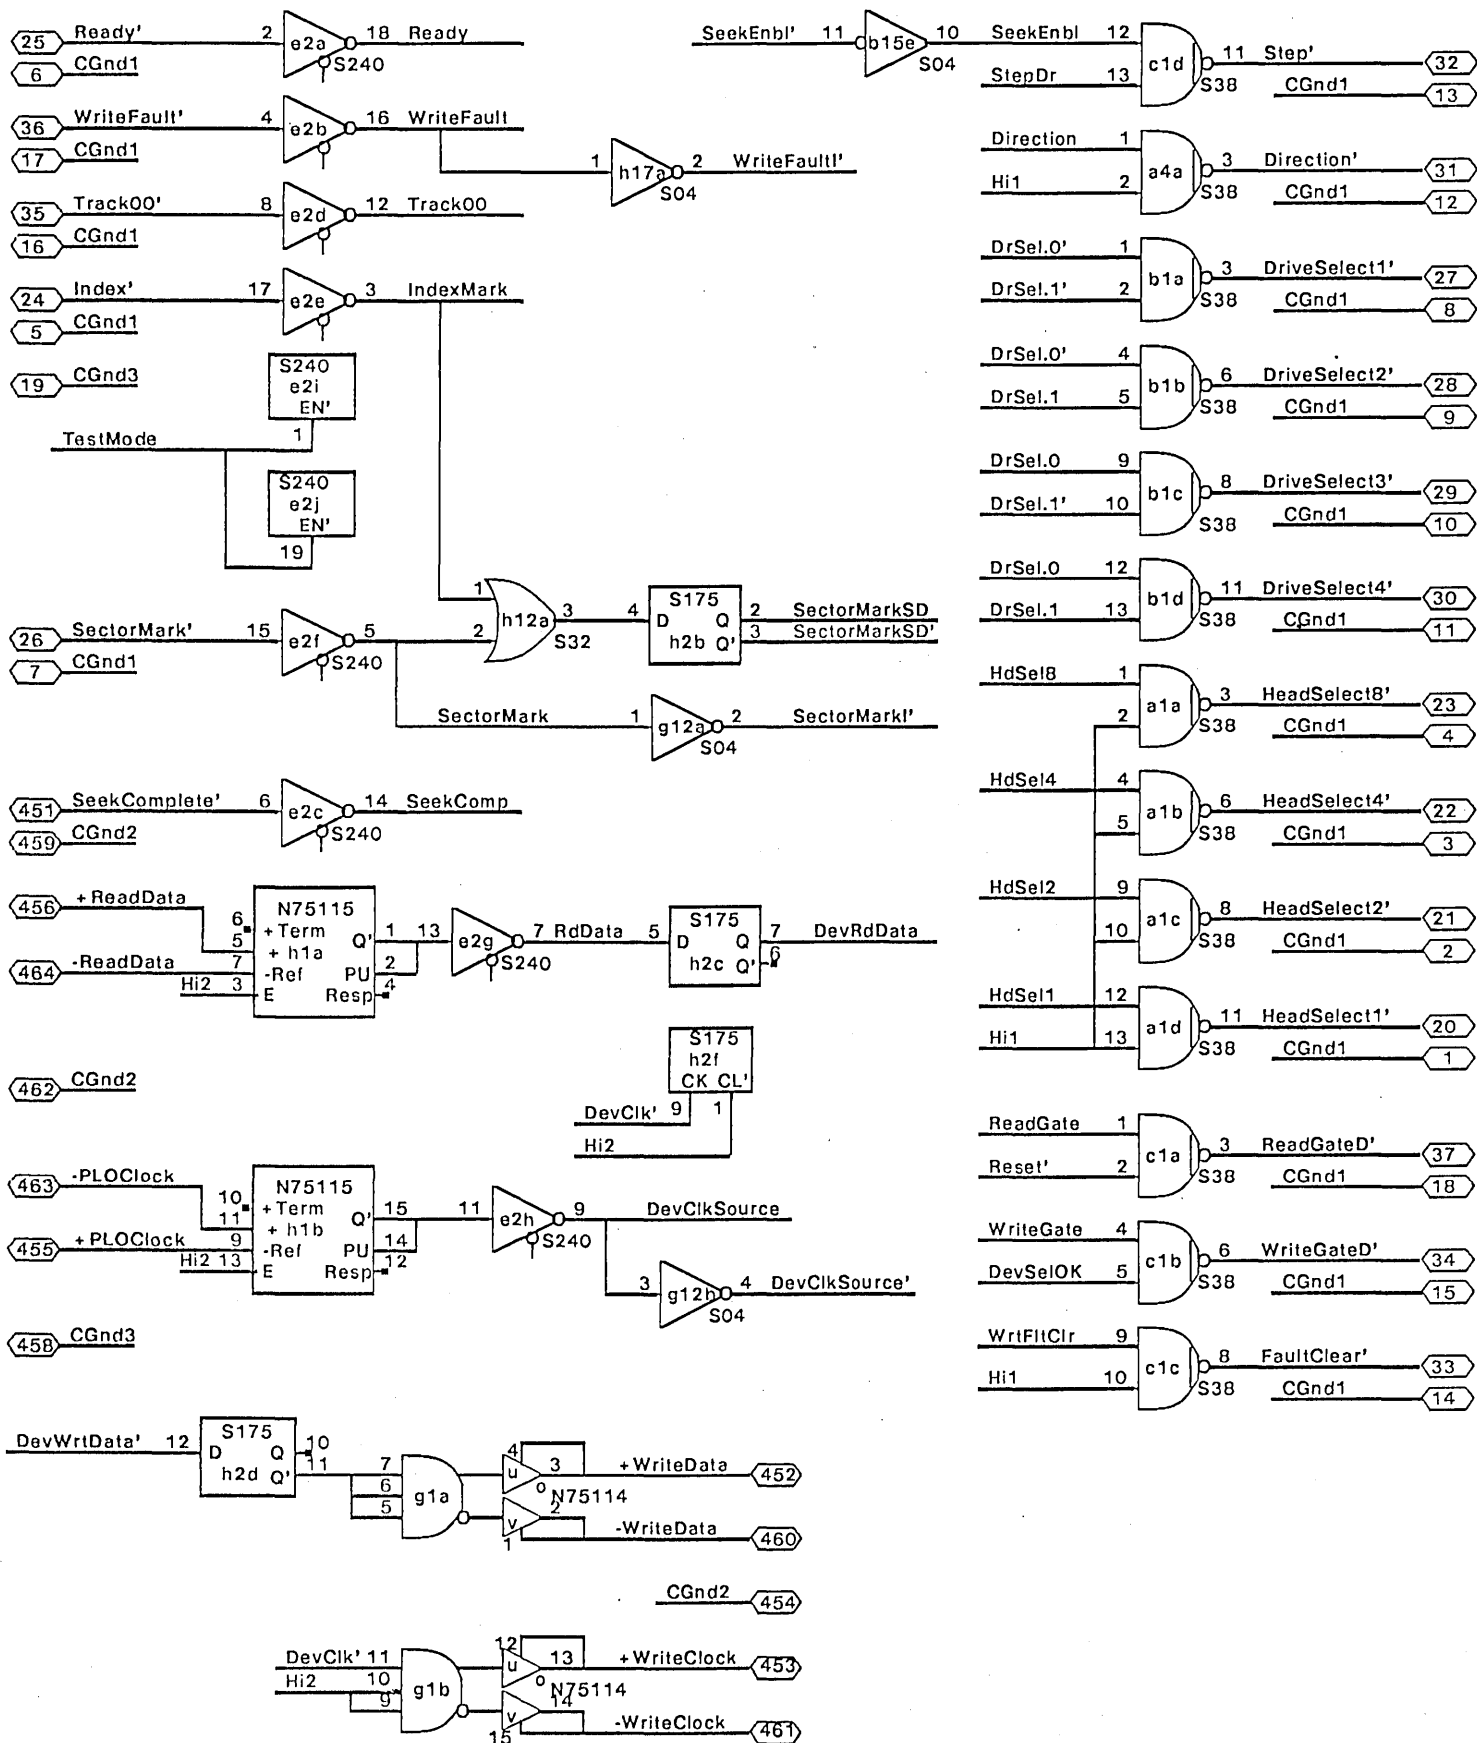 25 Ready' 2 e2a 18 Ready
6 CGnd1 S240
SeekEnbl' 11 b15e 10 SeekEnbl 12
S04
StepDr 13 c1d 11 Step' 32
S38 CGnd1 13
36 WriteFault' 4 e2b 16 WriteFault
17 CGnd1
1 h17a 2 WriteFaultI'
S04
Direction 1
Hi1 2 a4a 3 Direction' 31
S38 CGnd1 12
35 Track00' 8 e2d 12 Track00
16 CGnd1
DrSel.0' 1
DrSel.1' 2 b1a 3 DriveSelect1' 27
S38 CGnd1 8
24 Index' 17 e2e 3 IndexMark
5 CGnd1
19 CGnd3
S240
e2i
EN'
1
TestMode
S240
e2j
EN'
19
DrSel.0' 4
DrSel.1 5 b1b 6 DriveSelect2' 28
S38 CGnd1 9
DrSel.0 9
DrSel.1' 10 b1c 8 DriveSelect3' 29
S38 CGnd1 10
DrSel.0 12
DrSel.1 13 b1d 11 DriveSelect4' 30
S38 CGnd1 11
26 SectorMark' 15 e2f 5
7 CGnd1 S240
1
2 h12a 3
S32
4 S175
D Q 2 SectorMarkSD
h2b Q' 3 SectorMarkSD'
SectorMark 1 g12a 2 SectorMarkI'
S04
HdSel8 1
2 a1a 3 HeadSelect8' 23
S38 CGnd1 4
451 SeekComplete' 6 e2c 14 SeekComp
459 CGnd2 S240
HdSel4 4
5 a1b 6 HeadSelect4' 22
S38 CGnd1 3
456 +ReadData
464 -ReadData
Hi2
N75115
6 + Term
5 + h1a Q' 1
7 -Ref PU 2
3 E Resp 4
13 e2g 7 RdData
S240
5 S175
D Q 7 DevRdData
h2c Q' 6
HdSel2 9
10 a1c 8 HeadSelect2' 21
S38 CGnd1 2
HdSel1 12
Hi1 13 a1d 11 HeadSelect1' 20
S38 CGnd1 1
462 CGnd2
S175
h2f
CK CL'
DevClk' 9 1
Hi2
ReadGate 1
Reset' 2 c1a 3 ReadGateD' 37
S38 CGnd1 18
463 -PLOClock
455 +PLOClock
Hi2
N75115
10 + Term
11 + h1b Q' 15
9 -Ref PU 14
13 E Resp 12
11 e2h 9 DevClkSource
S240
3 g12b 4 DevClkSource'
S04
WriteGate 4
DevSelOK 5 c1b 6 WriteGateD' 34
S38 CGnd1 15
458 CGnd3
WrtFltClr 9
Hi1 10 c1c 8 FaultClear' 33
S38 CGnd1 14
DevWrtData' 12 S175
D Q 10
h2d Q' 11
7
6
5 g1a
4 u 3 +WriteData 452
N75114
v 2
1 -WriteData 460
CGnd2 454
DevClk' 11
Hi2 10
9 g1b
12 u 13 +WriteClock 453
N75114
v 14
15 -WriteClock 461